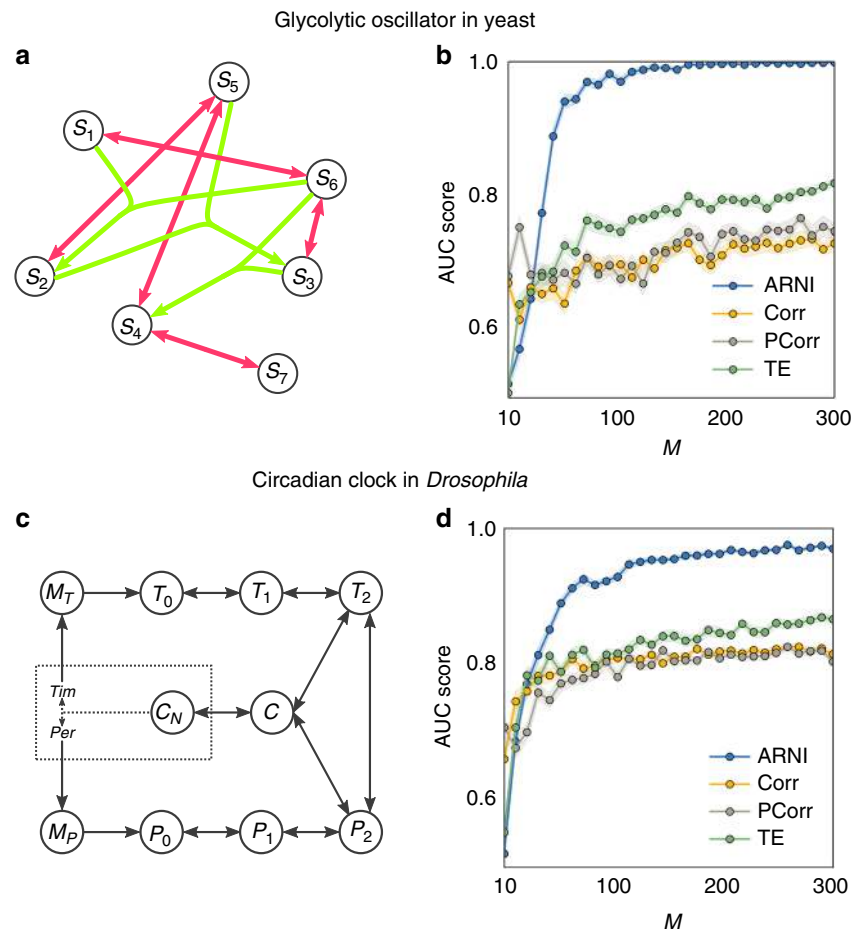 Glycolytic oscillator in yeast
a
S5
S1
S6
S2
S3
S4
S7
b
1.0
0.8
0.6
AUC score
ARNI
Corr
PCorr
TE
10 100 200 300
M
Circadian clock in Drosophila
c
MT T0 T1 T2
Tim
CN C
Per
MP P0 P1 P2
d
1.0
0.8
0.6
AUC score
ARNI
Corr
PCorr
TE
10 100 200 300
M